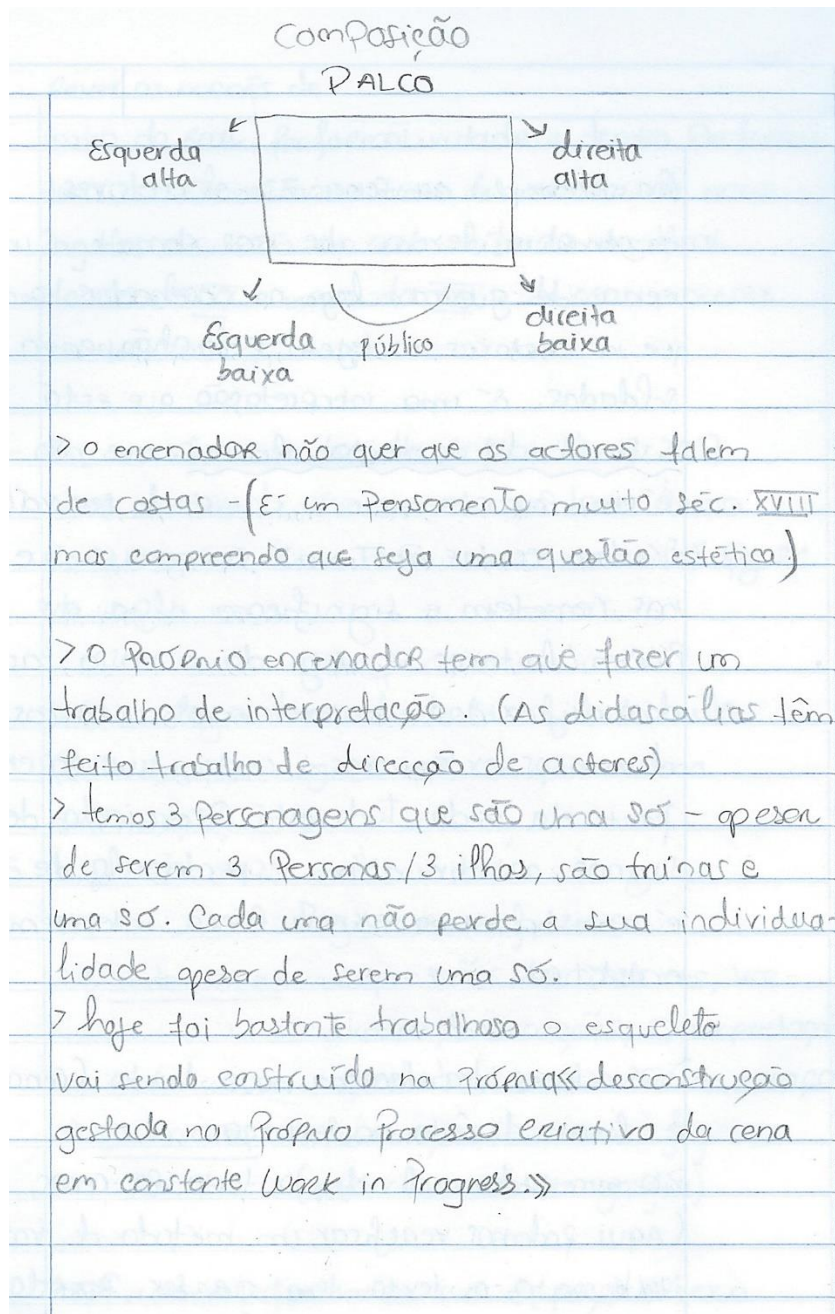 Composição
PALCO
Esquerda
alta
direita
alta
Esquerda
baixa
público
direita
baixa
> O encenador não quer que os actores falem
de costas - (É um Pensamento muito séc. XVIII
mas compreendo que seja uma questão estética)
> O Próprio encenador tem que fazer um
trabalho de interpretação. (As didascálias têm
feito trabalho de direcção de actores)
> temos 3 Personagens que são uma só - apesar
de serem 3 Personas/3 ilhas, são trinas e
uma só. Cada uma não perde a sua individua-
lidade apesar de serem uma só.
> hoje foi bastante trabalhoso o esqueleto
vai sendo construído na Própria << desconstrução
gestada no Próprio Processo criativo da cena
em constante Work in Progress.>>